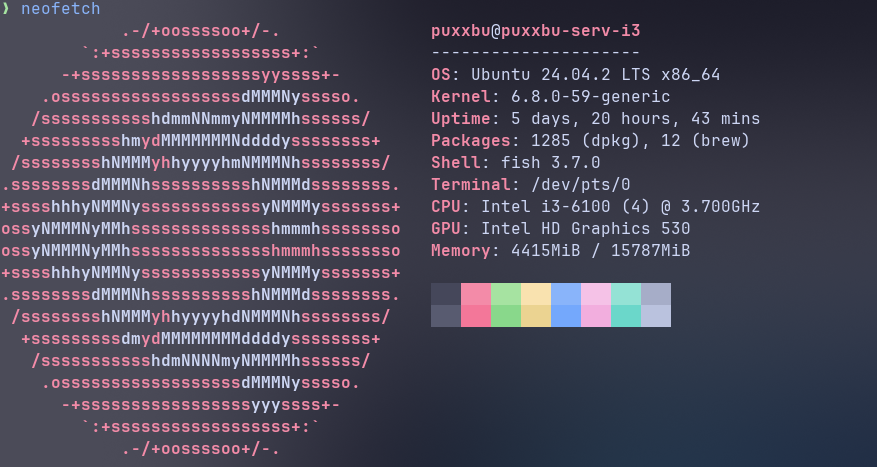 ❯ neofetch
            .-/+oossssoo+/-.               puxxbu@puxxbu-serv-i3
        `:+ssssssssssssssssss+:`           ---------------------
      -+ssssssssssssssssssyyssss+-         OS: Ubuntu 24.04.2 LTS x86_64
    .ossssssssssssssssssdMMMNysssso.       Kernel: 6.8.0-59-generic
   /ssssssssssshdmmNNmmyNMMMMhssssss/      Uptime: 5 days, 20 hours, 43 mins
  +ssssssssshmydMMMMMMMNddddyssssssss+     Packages: 1285 (dpkg), 12 (brew)
 /sssssssshNMMMyhhyyyyhmNMMMNhssssssss/    Shell: fish 3.7.0
.ssssssssdMMMNhsssssssssshNMMMdssssssss.   Terminal: /dev/pts/0
+sssshhhyNMMNyssssssssssssyNMMMysssssss+   CPU: Intel i3-6100 (4) @ 3.700GHz
ossyNMMMNyMMhsssssssssssssshmmmhssssssso   GPU: Intel HD Graphics 530
ossyNMMMNyMMhsssssssssssssshmmmhssssssso   Memory: 4415MiB / 15787MiB
+sssshhhyNMMNyssssssssssssyNMMMysssssss+
.ssssssssdMMMNhsssssssssshNMMMdssssssss.
 /sssssssshNMMMyhhyyyyhdNMMMNhssssssss/
  +sssssssssdmydMMMMMMMMddddyssssssss+
   /ssssssssssshdmNNNNmyNMMMMhssssss/
    .ossssssssssssssssssdMMMNysssso.
      -+sssssssssssssssssyyyssss+-
        `:+ssssssssssssssssss+:`
            .-/+oossssoo+/-.